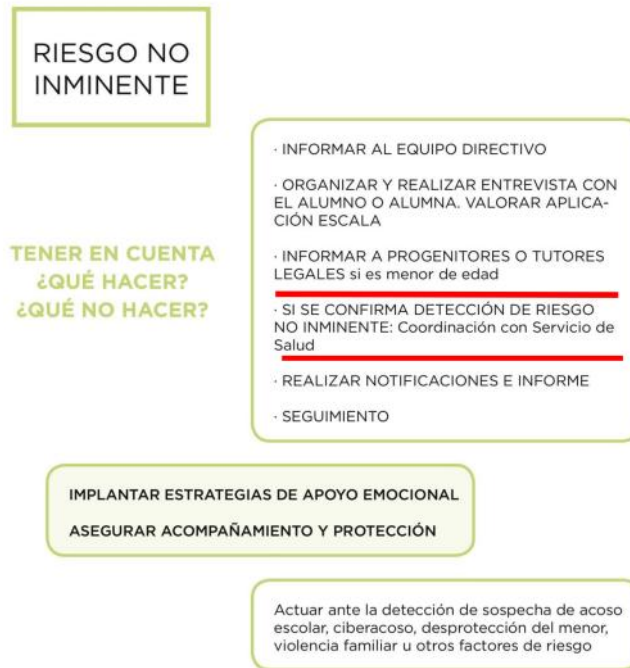 RIESGO NO
INMINENTE
· INFORMAR AL EQUIPO DIRECTIVO
· ORGANIZAR Y REALIZAR ENTREVISTA CON
EL ALUMNO O ALUMNA. VALORAR APLICA-
CIÓN ESCALA
· INFORMAR A PROGENITORES O TUTORES
LEGALES si es menor de edad
· SI SE CONFIRMA DETECCIÓN DE RIESGO
NO INMINENTE: Coordinación con Servicio de
Salud
· REALIZAR NOTIFICACIONES E INFORME
· SEGUIMIENTO
TENER EN CUENTA
¿QUÉ HACER?
¿QUÉ NO HACER?
IMPLANTAR ESTRATEGIAS DE APOYO EMOCIONAL
ASEGURAR ACOMPAÑAMIENTO Y PROTECCIÓN
Actuar ante la detección de sospecha de acoso
escolar, ciberacoso, desprotección del menor,
violencia familiar u otros factores de riesgo